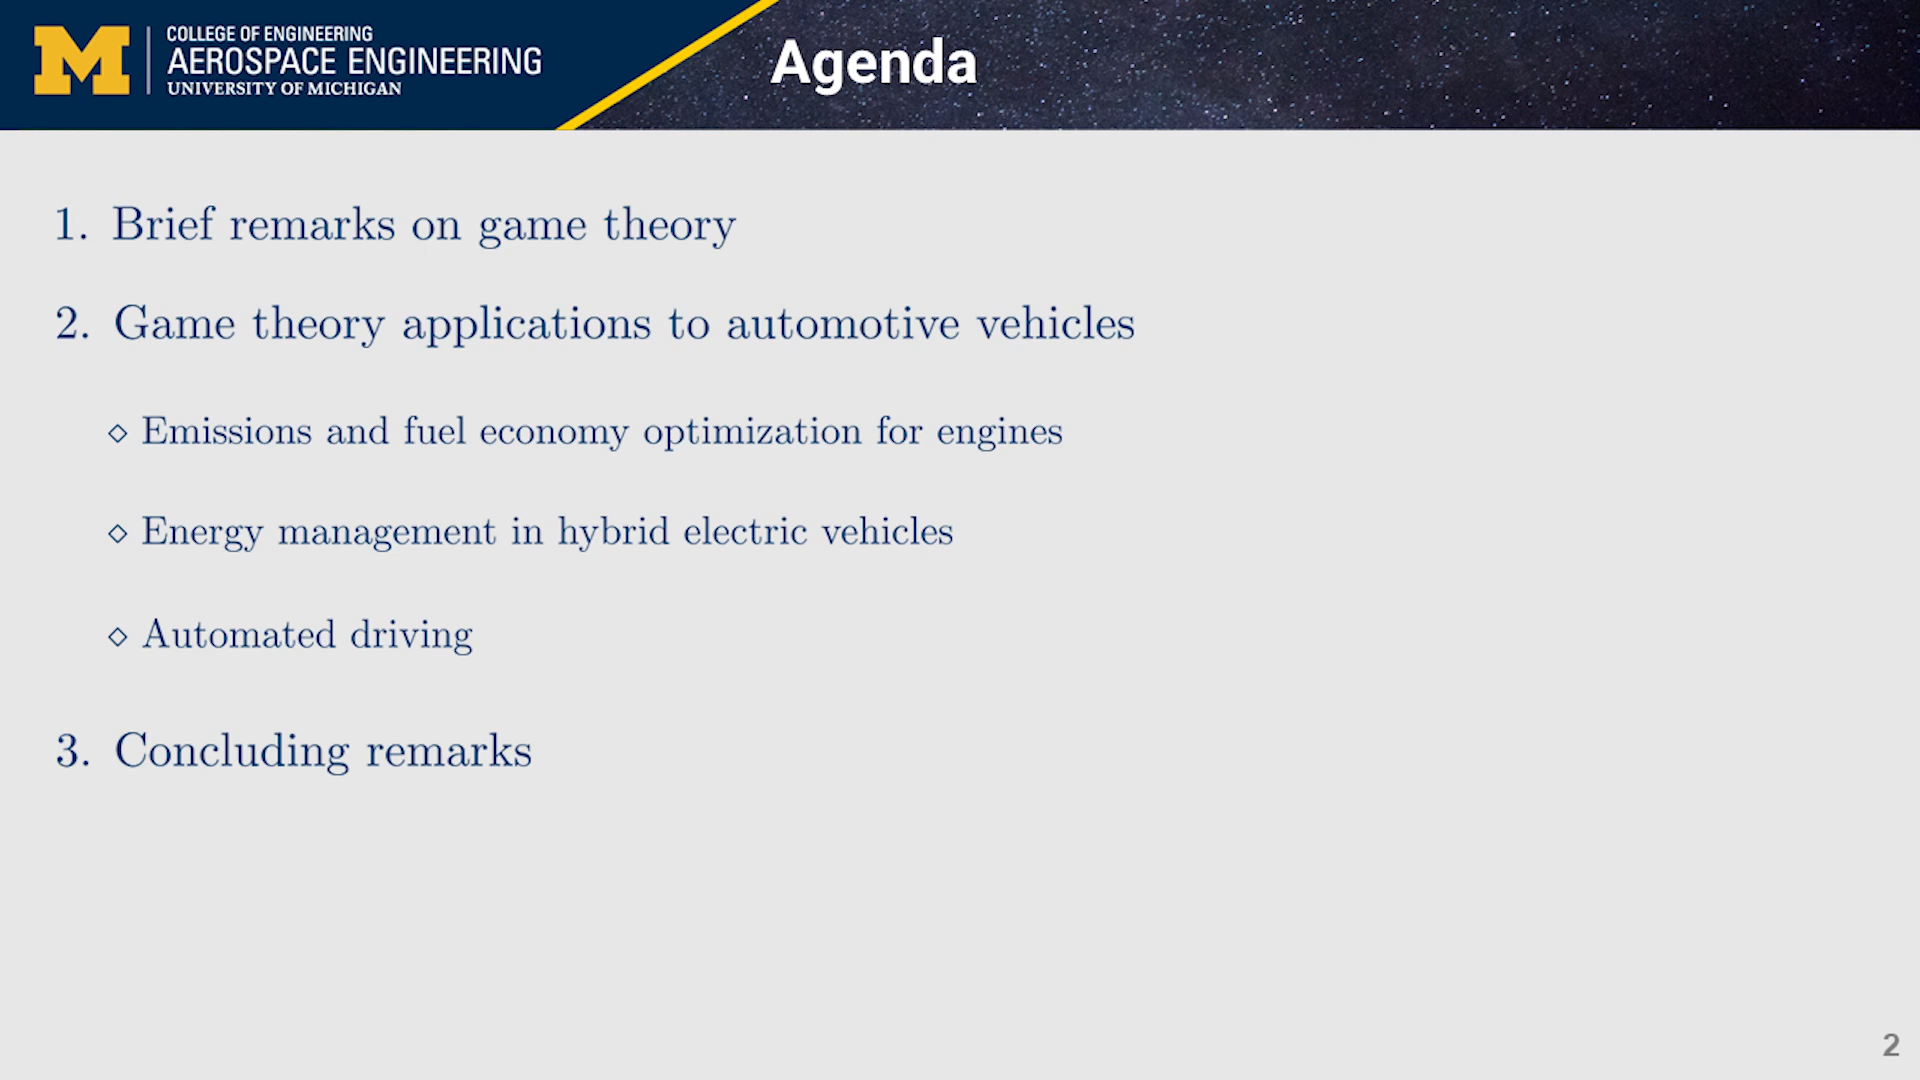 M
COLLEGE OF ENGINEERING
AEROSPACE ENGINEERING
UNIVERSITY OF MICHIGAN
Agenda
1. Brief remarks on game theory
2. Game theory applications to automotive vehicles
⋄ Emissions and fuel economy optimization for engines
⋄ Energy management in hybrid electric vehicles
⋄ Automated driving
3. Concluding remarks
2